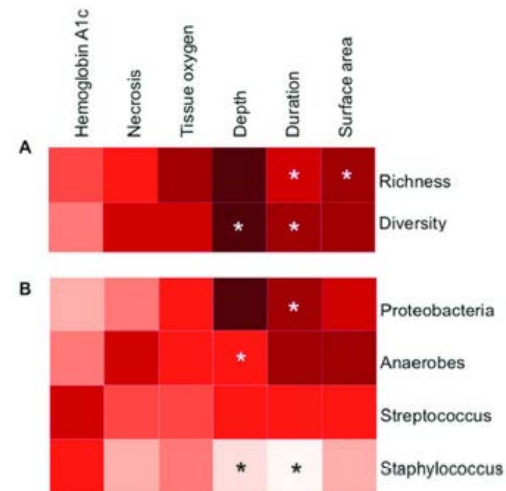 Hemoglobin A1c
Necrosis
Tissue oxygen
Depth
Duration
Surface area
A
* * Richness
* * Diversity
B
* Proteobacteria
* Anaerobes
Streptococcus
* * Staphylococcus